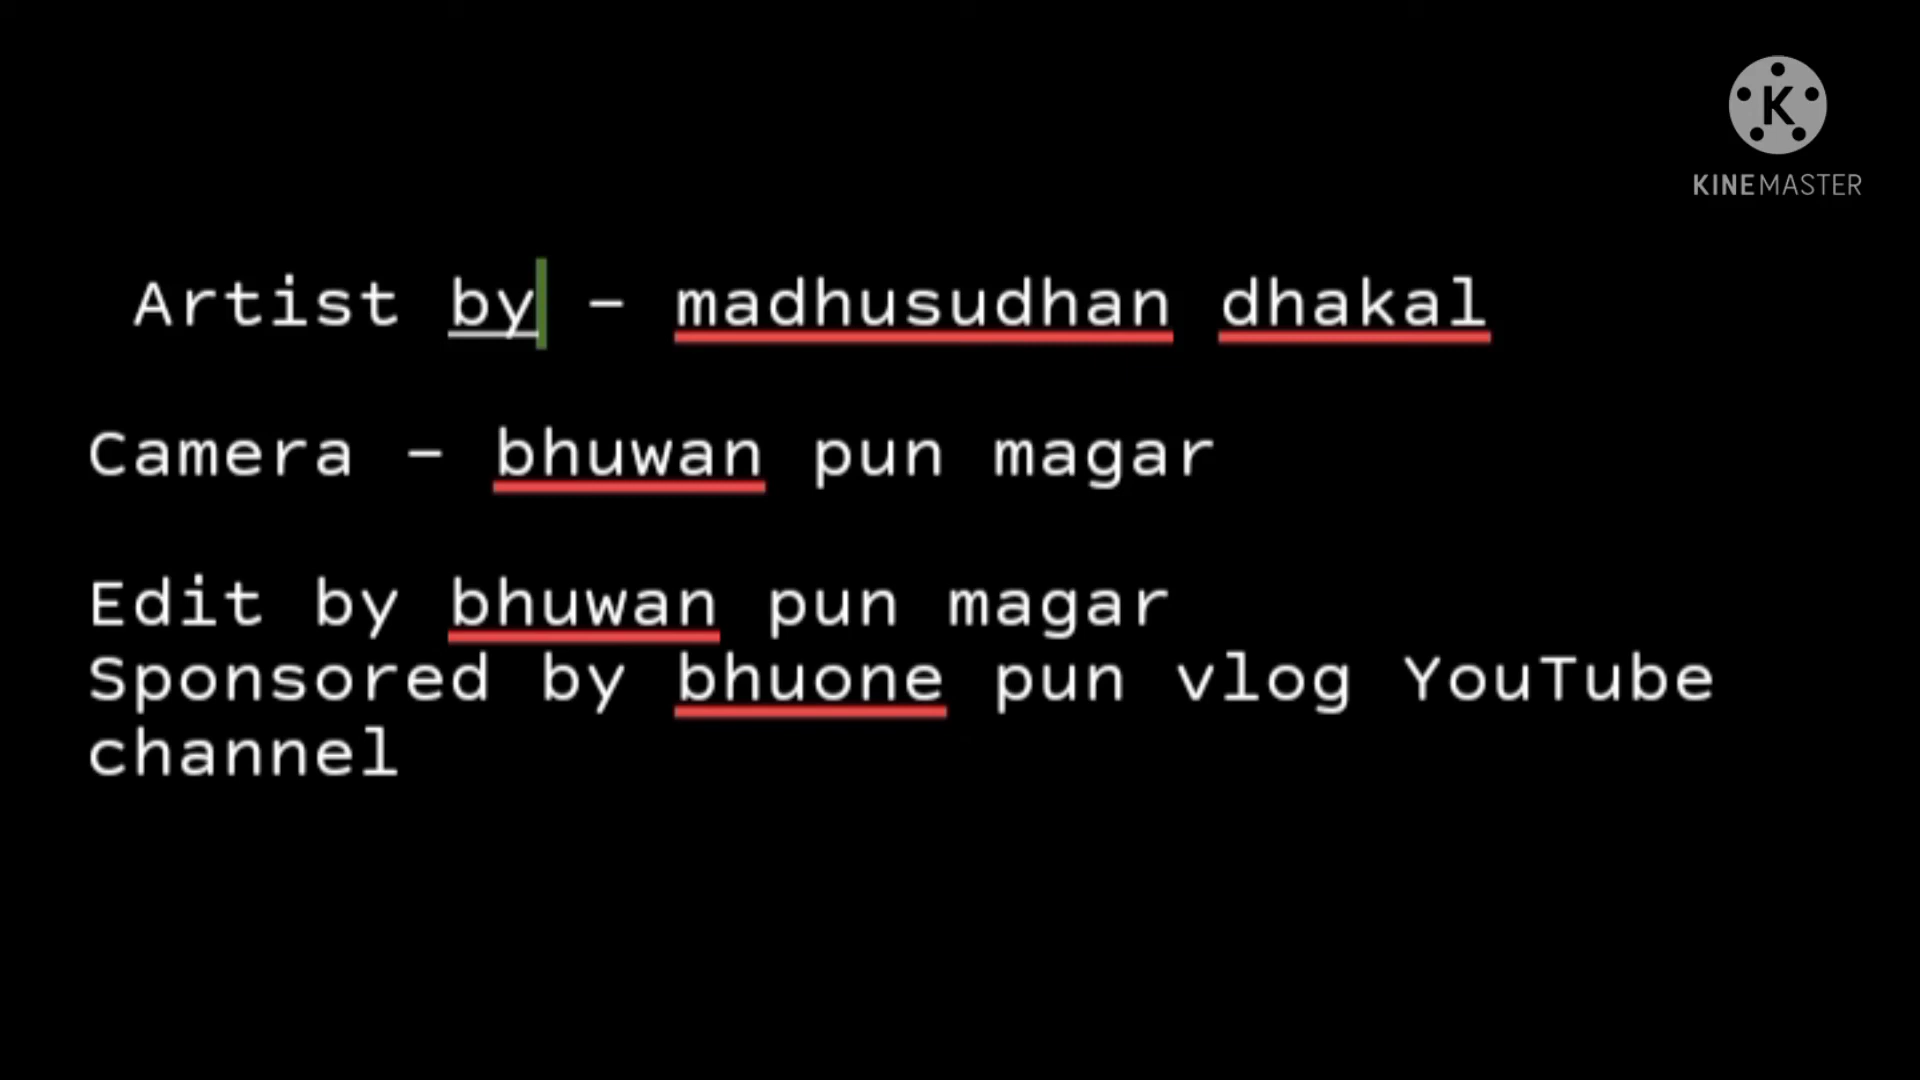 K
KINEMASTER
Artist by - madhusudhan dhakal
Camera - bhuwan pun magar
Edit by bhuwan pun magar
Sponsored by bhuone pun vlog YouTube
channel